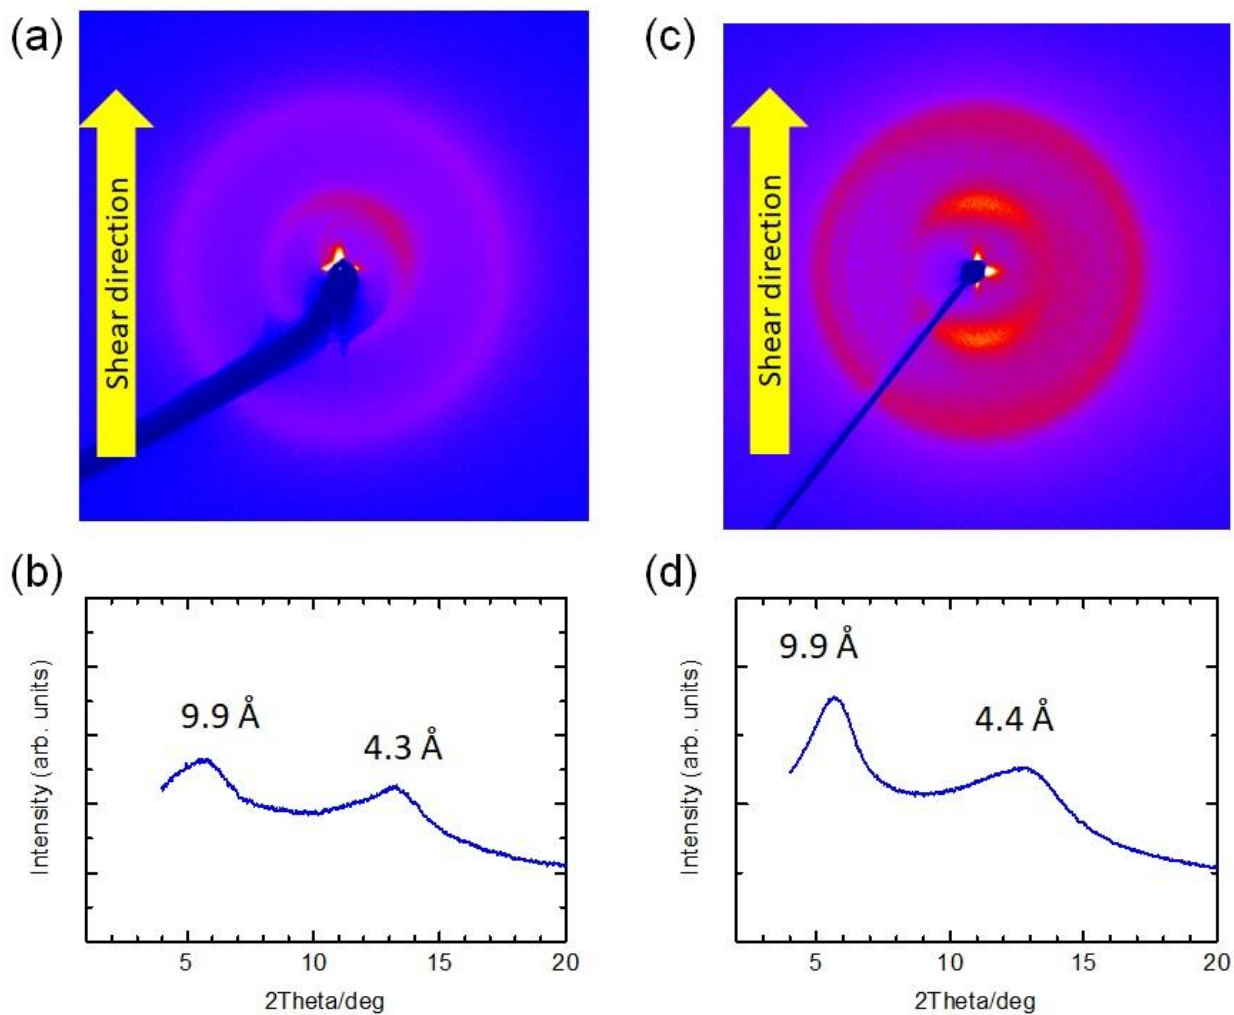 (a)
Shear direction
(c)
Shear direction
(b)
9.9 Å
4.3 Å
Intensity (arb. units)
5 10 15 20
2Theta/deg
(d)
9.9 Å
4.4 Å
Intensity (arb. units)
5 10 15 20
2Theta/deg